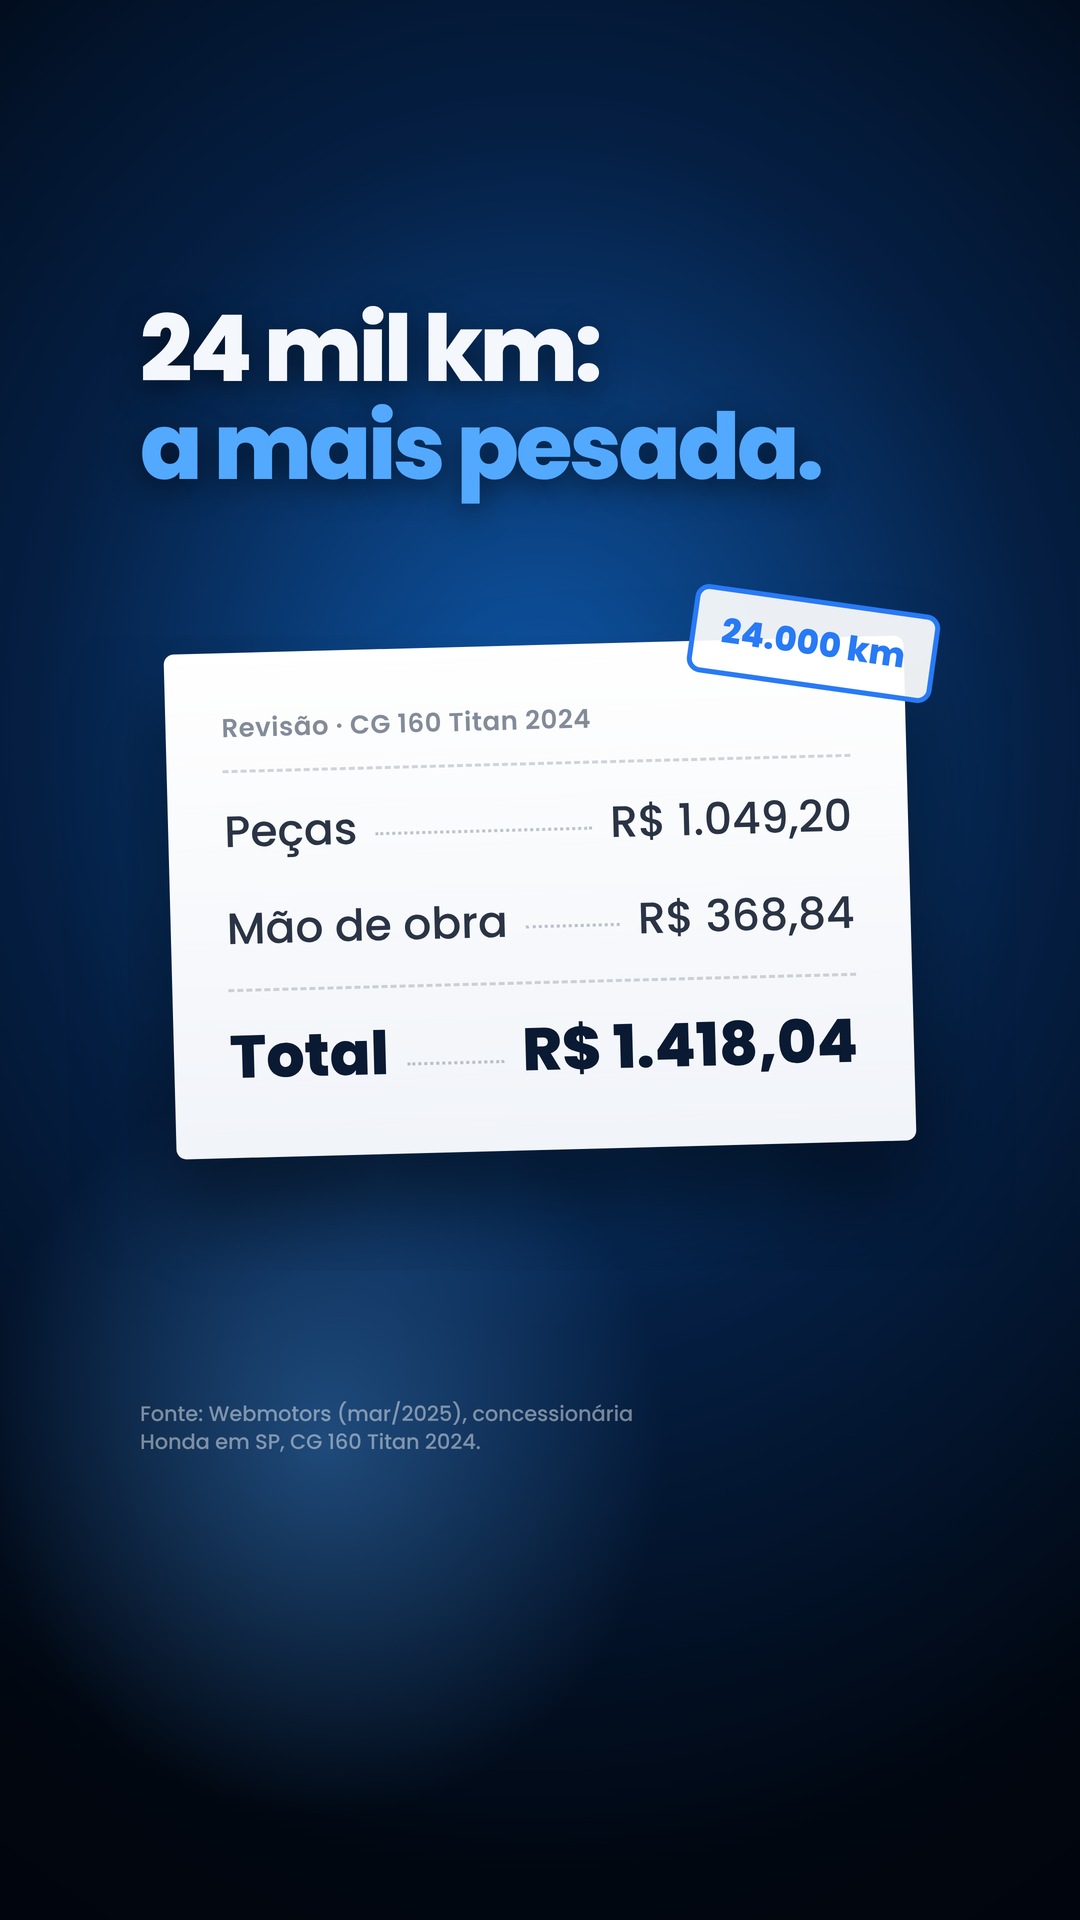 24 mil km:
a mais pesada.
24.000 km
Revisão · CG 160 Titan 2024
Peças R$ 1.049,20
Mão de obra R$ 368,84
Total R$ 1.418,04
Fonte: Webmotors (mar/2025), concessionária
Honda em SP, CG 160 Titan 2024.